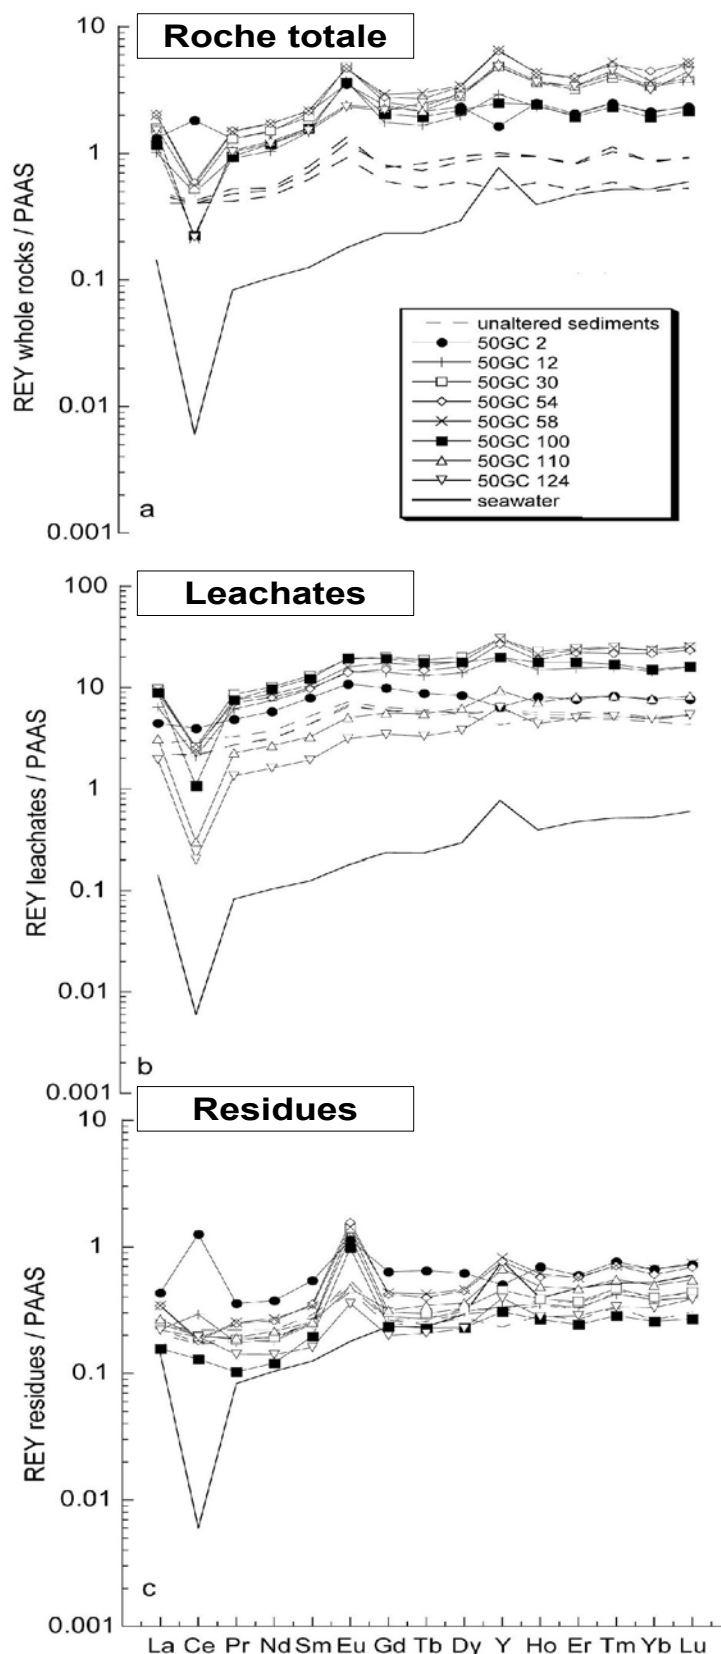 Roche totale
10
1
0.1
0.01
0.001
REY whole rocks / PAAS
unaltered sediments
50GC 2
50GC 12
50GC 30
50GC 54
50GC 58
50GC 100
50GC 110
50GC 124
seawater
a
Leachates
100
10
1
0.1
0.01
0.001
REY leachates / PAAS
b
Residues
10
1
0.1
0.01
0.001
REY residues / PAAS
c
La Ce Pr Nd Sm Eu Gd Tb Dy Y Ho Er Tm Yb Lu